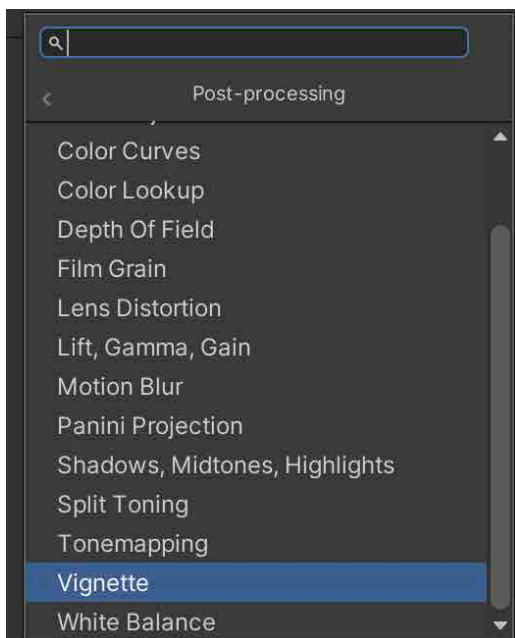 Post-processing
Color Curves
Color Lookup
Depth Of Field
Film Grain
Lens Distortion
Lift, Gamma, Gain
Motion Blur
Panini Projection
Shadows, Midtones, Highlights
Split Toning
Tonemapping
Vignette
White Balance